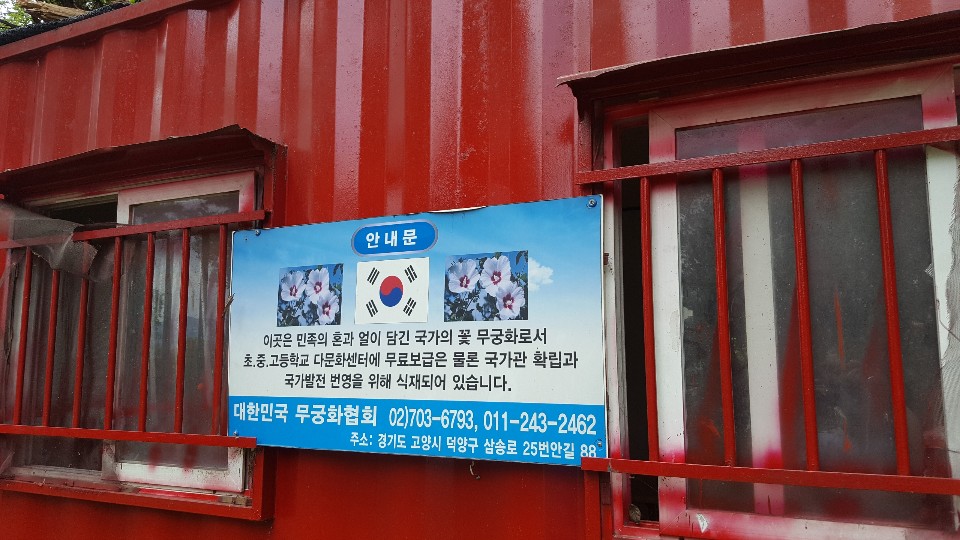 안내문
이곳은 민족의 혼과 얼이 담긴 국가의 꽃 무궁화로서
초.중.고등학교 다문화센터에 무료보급은 물론 국가관 확립과
국가발전 번영을 위해 식재되어 있습니다.
대한민국 무궁화협회 02)703-6793, 011-243-2462
주소: 경기도 고양시 덕양구 삼송로 25번안길 88